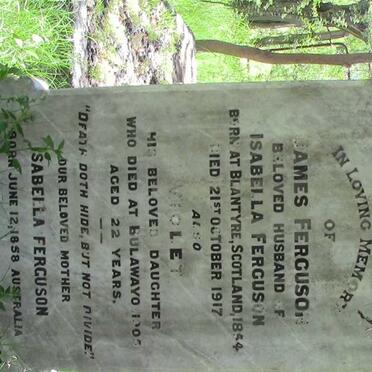 IN LOVING MEMORY
OF
JAMES FERGUSON
BELOVED HUSBAND OF
ISABELLA FERGUSON
BORN AT BLANTYRE, SCOTLAND, 1844
DIED 21ST OCTOBER 1917
ALSO
VIOLET
HIS BELOVED DAUGHTER
WHO DIED AT BULAWAYO
AGED 22 YEARS.
"DEATH DOTH HIDE, BUT NOT DIVIDE."
OUR BELOVED MOTHER
ISABELLA FERGUSON
BORN JUNE 12, 1858 AUSTRALIA